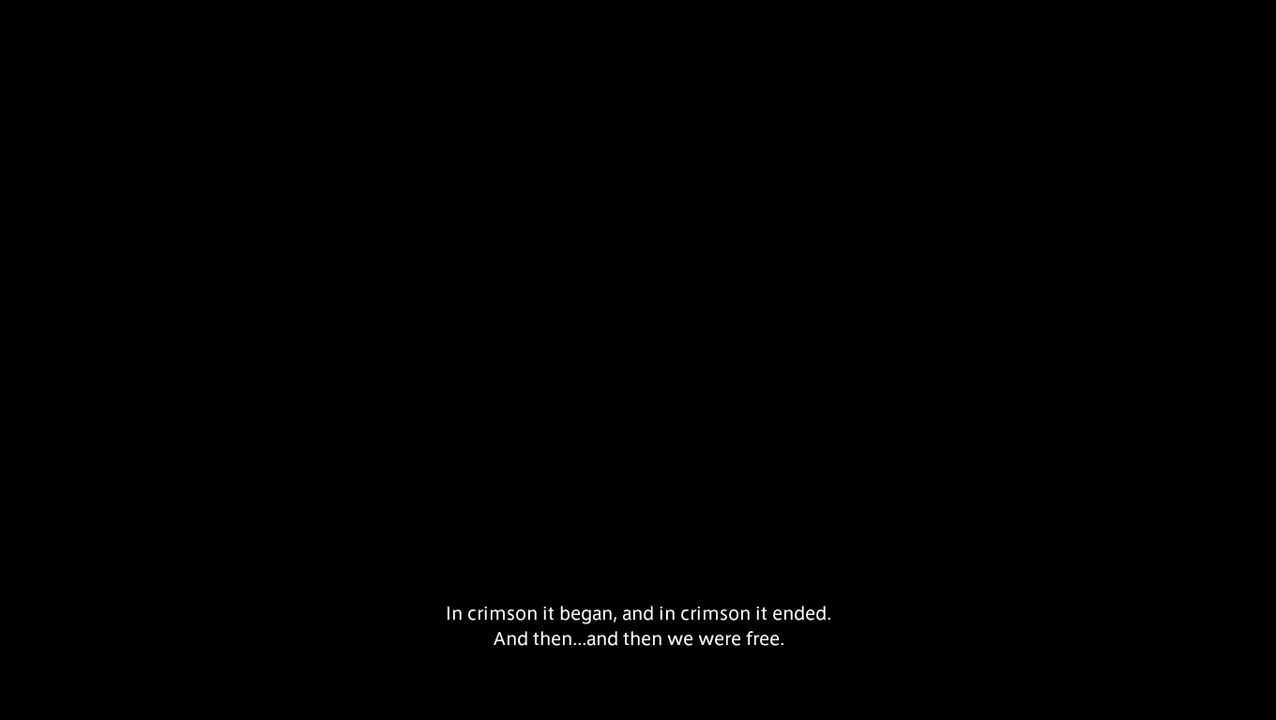 In crimson it began, and in crimson it ended.
And then...and then we were free.